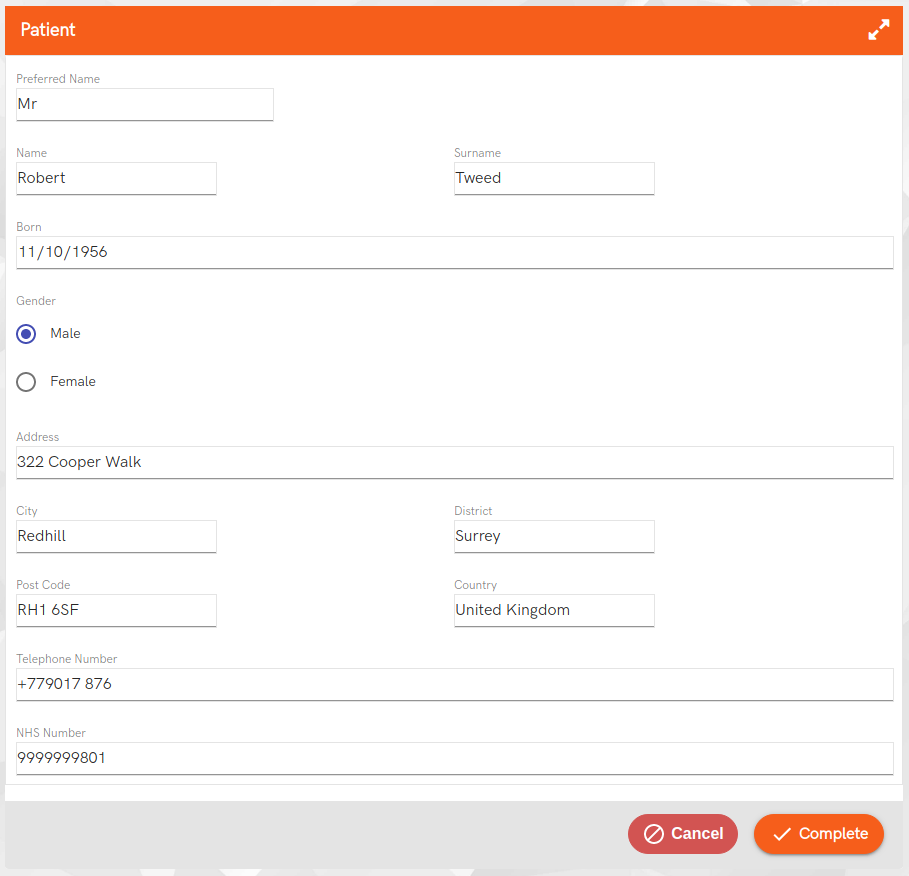 Patient
Preferred Name
Mr
Name Surname
Robert Tweed
Born
11/10/1956
Gender
Male
Female
Address
322 Cooper Walk
City District
Redhill Surrey
Post Code Country
RH1 6SF United Kingdom
Telephone Number
+779017 876
NHS Number
9999999801
Cancel Complete